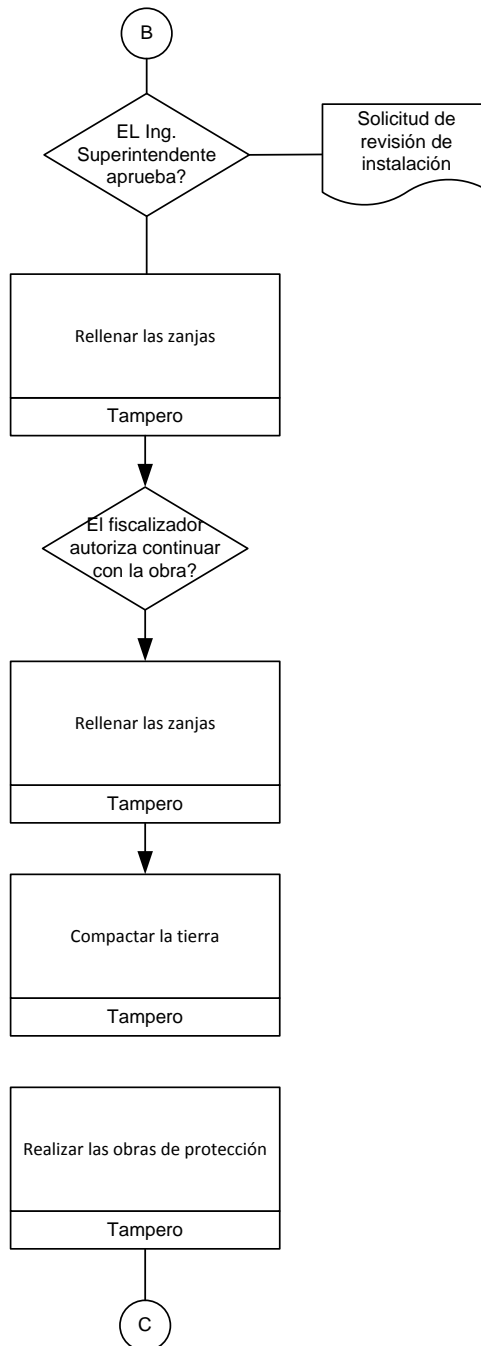 B
EL Ing.
Superintendente
aprueba?
Solicitud de
revisión de
instalación
Rellenar las zanjas
Tampero
El fiscalizador
autoriza continuar
con la obra?
Rellenar las zanjas
Tampero
Compactar la tierra
Tampero
Realizar las obras de protección
Tampero
C